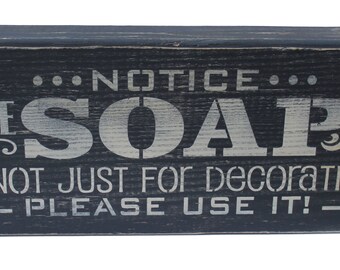 ••• NOTICE •••
E SOAP
NOT JUST FOR DecoRATI
– PLEASE USE IT! –